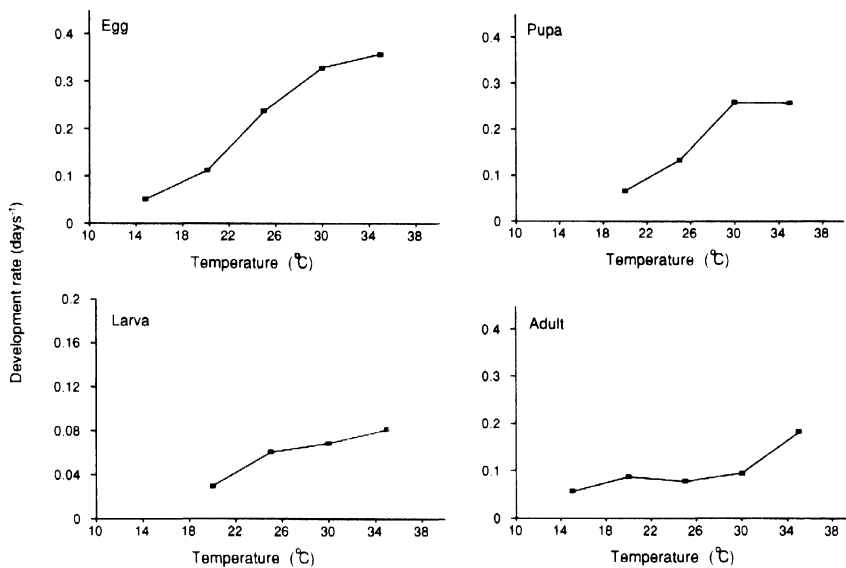 Development rate (days⁻¹)
Egg
0.4
0.3
0.2
0.1
0
10 14 18 22 26 30 34 38
Temperature (°C)
Pupa
0.4
0.3
0.2
0.1
0
10 14 18 22 26 30 34 38
Temperature (°C)
Larva
0.2
0.16
0.12
0.08
0.04
0
10 14 18 22 26 30 34 38
Temperature (°C)
Adult
0.4
0.3
0.2
0.1
0
10 14 18 22 26 30 34 38
Temperature (°C)